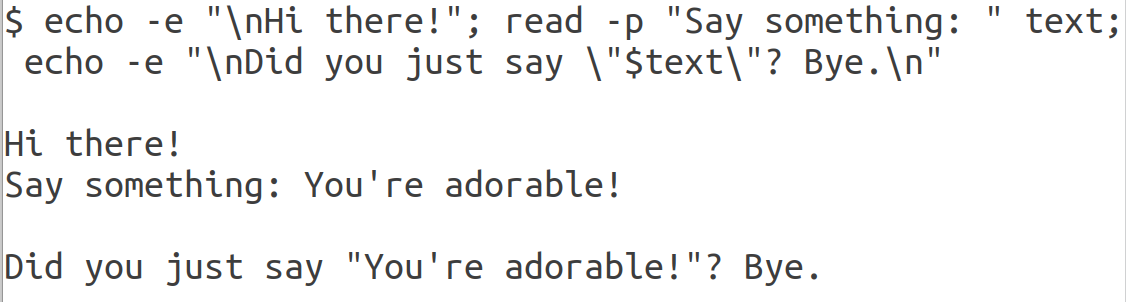 $ echo -e "\nHi there!"; read -p "Say something: " text;
echo -e "\nDid you just say \"$text\"? Bye.\n"
Hi there!
Say something: You're adorable!
Did you just say "You're adorable!"? Bye.